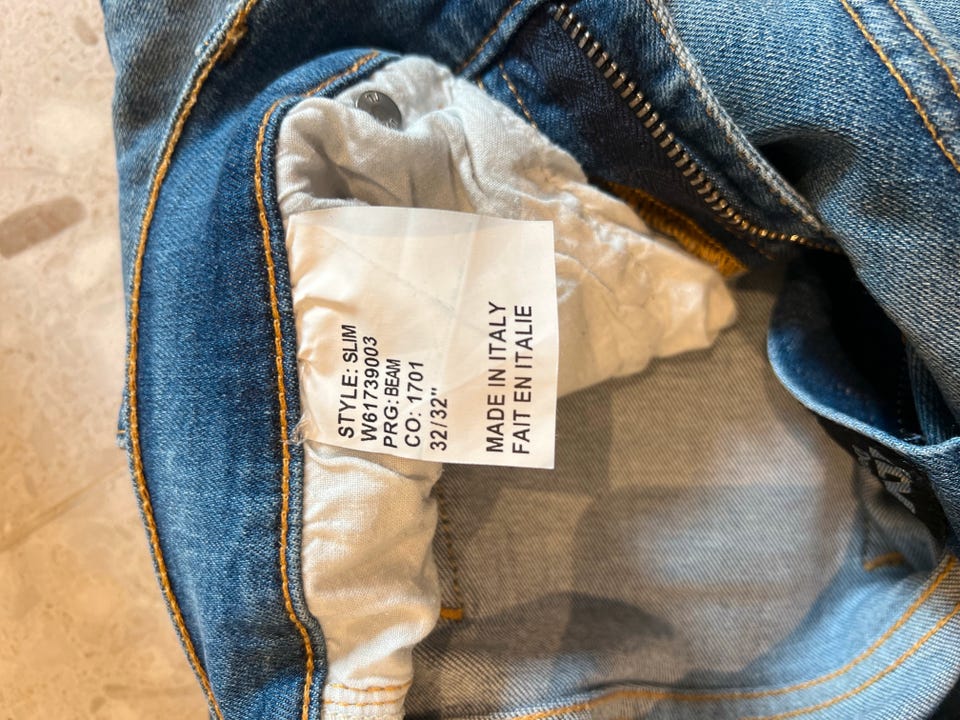 STYLE: SLIM
W61739003
PRG: BEAM
CO: 1701
32/32"
MADE IN ITALY
FAIT EN ITALIE